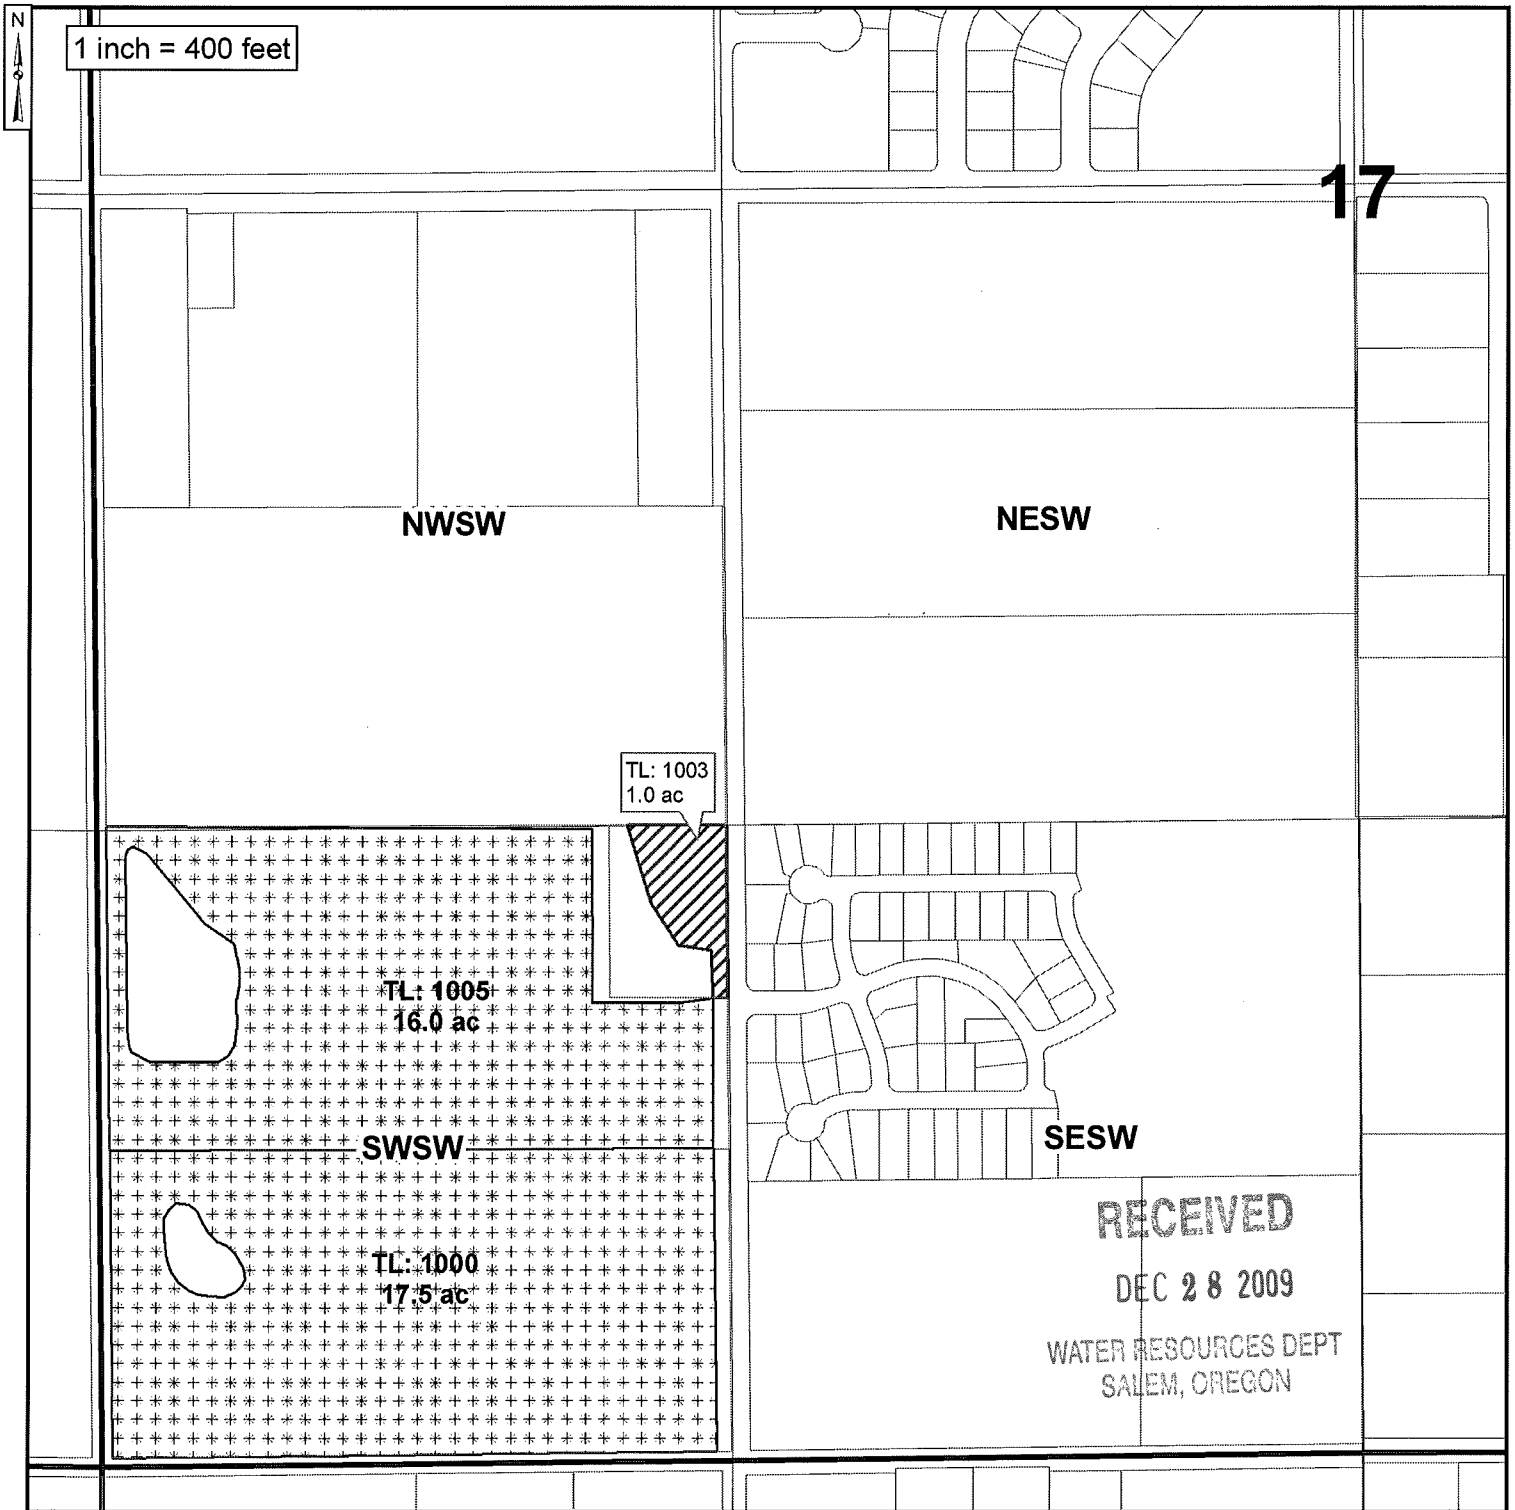 N
1 inch = 400 feet
17
NWSW
NESW
TL: 1003
1.0 ac
TL: 1005
16.0 ac
SWSW
SESW
TL: 1000
17.5 ac
RECEIVED
DEC 28 2009
WATER RESOURCES DEPT
SALEM, OREGON